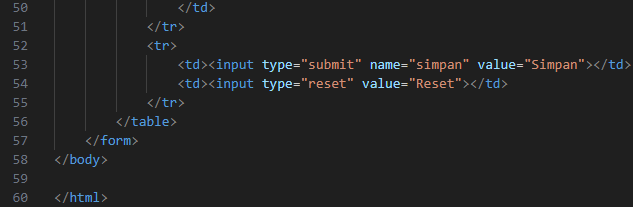 50                 </td>
51             </tr>
52             <tr>
53                 <td><input type="submit" name="simpan" value="Simpan"></td>
54                 <td><input type="reset" value="Reset"></td>
55             </tr>
56         </table>
57     </form>
58 </body>
59
60 </html>